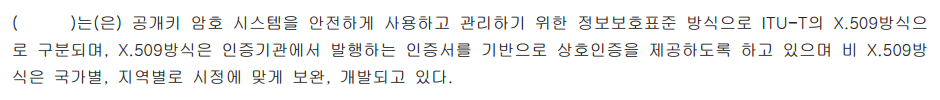 (      )는(은) 공개키 암호 시스템을 안전하게 사용하고 관리하기 위한 정보보호표준 방식으로 ITU-T의 X.509방식으
로 구분되며, X.509방식은 인증기관에서 발행하는 인증서를 기반으로 상호인증을 제공하도록 하고 있으며 비 X.509방
식은 국가별, 지역별로 시정에 맞게 보완, 개발되고 있다.